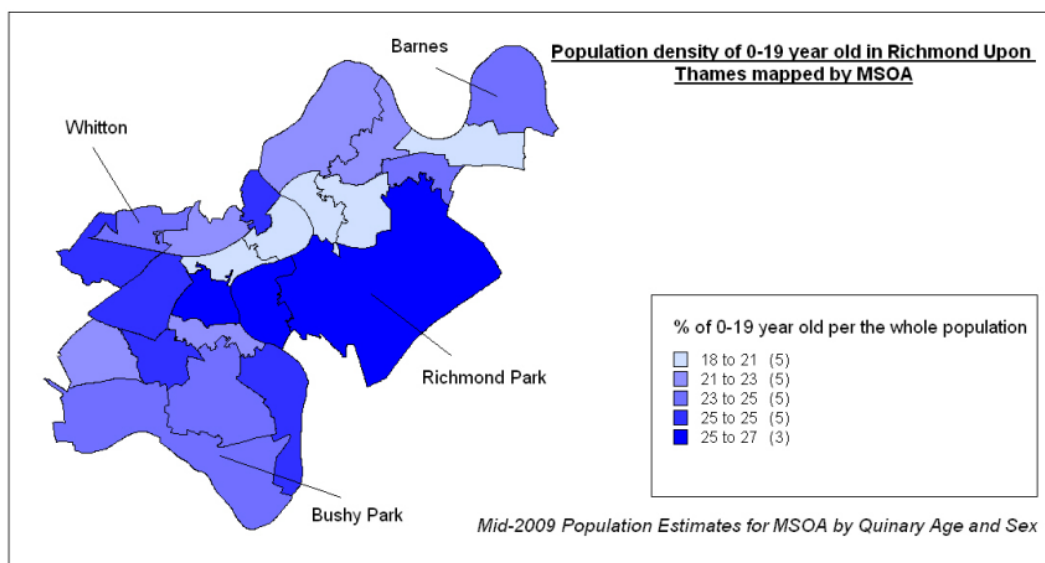 Barnes
Population density of 0-19 year old in Richmond Upon
Thames mapped by MSOA
Whitton
% of 0-19 year old per the whole population
18 to 21 (5)
21 to 23 (5)
23 to 25 (5)
25 to 25 (5)
25 to 27 (3)
Richmond Park
Bushy Park
Mid-2009 Population Estimates for MSOA by Quinary Age and Sex